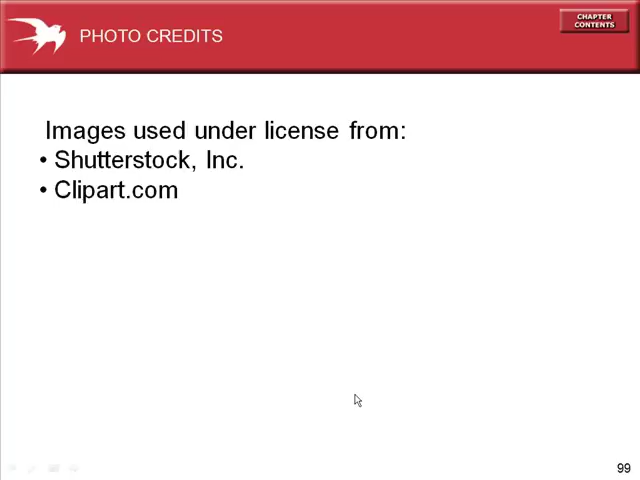 PHOTO CREDITS
CHAPTER
CONTENTS
Images used under license from:
• Shutterstock, Inc.
• Clipart.com
99